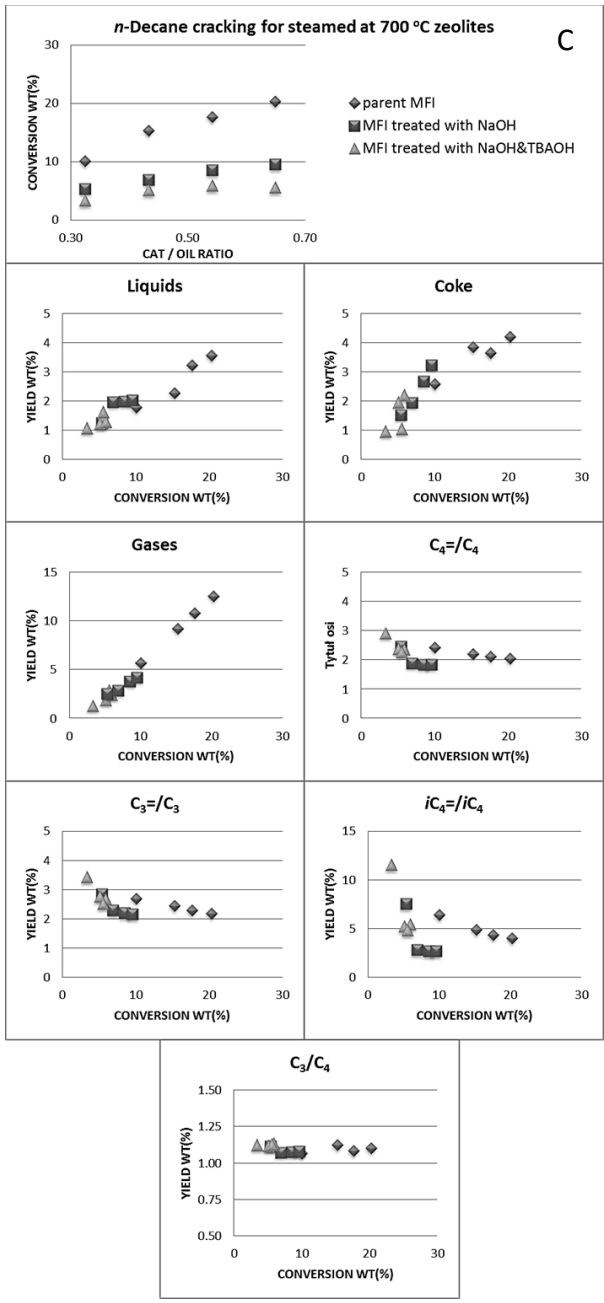 n-Decane cracking for steamed at 700 °C zeolites
C
CONVERSION WT(%)
30
20
10
0
0.30
0.50
0.70
CAT / OIL RATIO
parent MFI
MFI treated with NaOH
MFI treated with NaOH&TBAOH
Liquids
YIELD WT(%)
5
4
3
2
1
0
0
10
20
30
CONVERSION WT(%)
Coke
YIELD WT(%)
5
4
3
2
1
0
0
10
20
30
CONVERSION WT(%)
Gases
YIELD WT(%)
15
10
5
0
0
10
20
30
CONVERSION WT(%)
C₄=/C₄
Tytuł osi
5
4
3
2
1
0
0
10
20
30
CONVERSION WT(%)
C₃=/C₃
YIELD WT(%)
5
4
3
2
1
0
0
10
20
30
CONVERSION WT(%)
iC₄=/iC₄
YIELD WT(%)
15
10
5
0
0
10
20
30
CONVERSION WT(%)
C₃/C₄
YIELD WT(%)
1.50
1.25
1.00
0.75
0.50
0
10
20
30
CONVERSION WT(%)